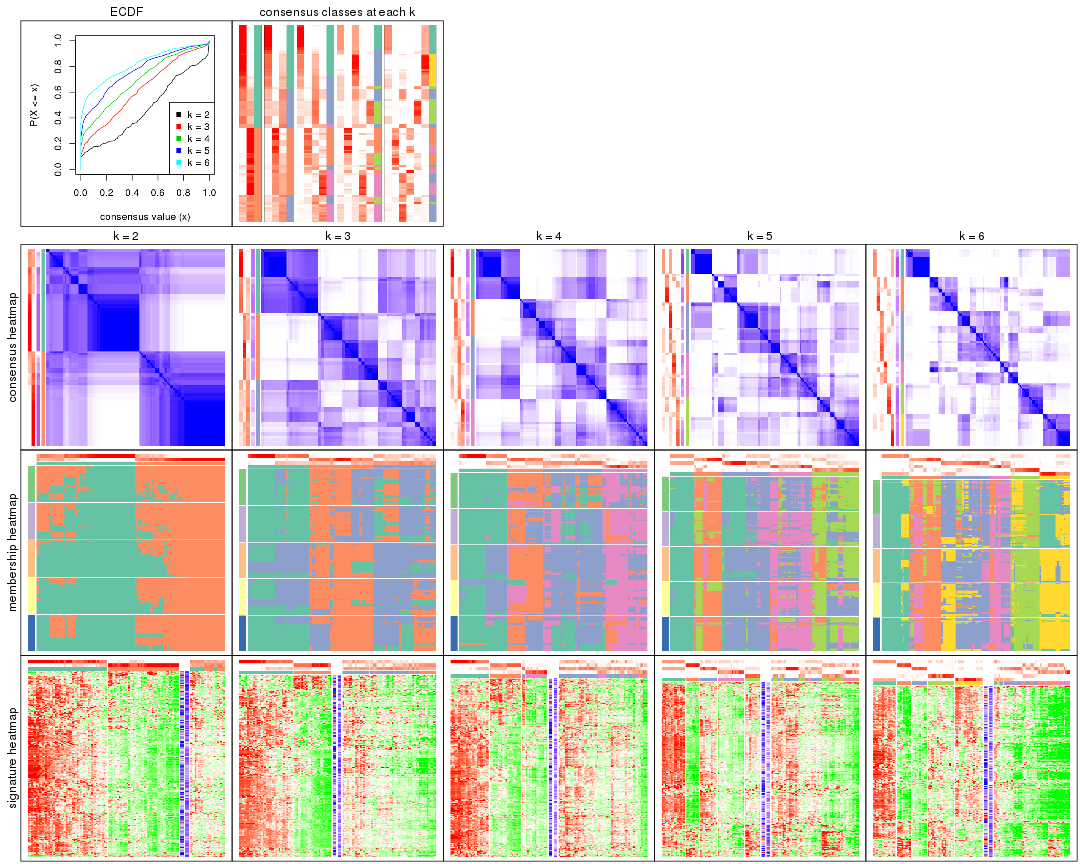 ECDF
consensus classes at each k
P(X <= x)
0.0 0.2 0.4 0.6 0.8 1.0
k = 2
k = 3
k = 4
k = 5
k = 6
0.0 0.2 0.4 0.6 0.8 1.0
consensus value (x)
k = 2
k = 3
k = 4
k = 5
k = 6
consensus heatmap
membership heatmap
signature heatmap